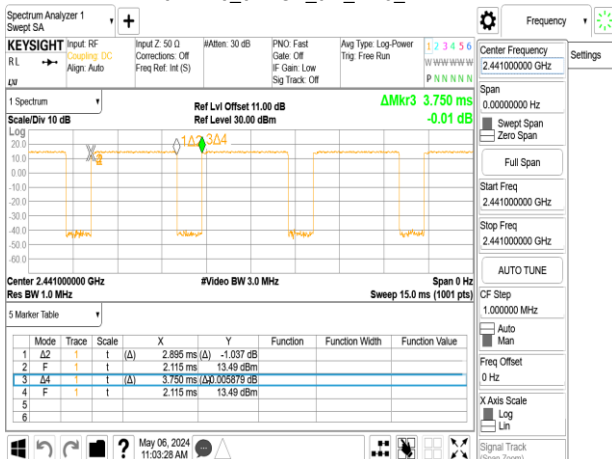 Spectrum Analyzer 1
Swept SA
+
Frequency
KEYSIGHT
RL
Input: RF
Coupling: DC
Align: Auto
Input Z: 50 Ω
Corrections: Off
Freq Ref: Int (S)
#Atten: 30 dB
PNO: Fast
Gate: Off
IF Gain: Low
Sig Track: Off
Avg Type: Log-Power
Trig: Free Run
1 2 3 4 5 6
W W W W W W
P N N N N N
Center Frequency
2.441000000 GHz
Settings
1 Spectrum
Scale/Div 10 dB
Ref Lvl Offset 11.00 dB
Ref Level 30.00 dBm
ΔMkr3 3.750 ms
-0.01 dB
Span
0.00000000 Hz
Swept Span
Zero Span
Full Span
Start Freq
2.441000000 GHz
Stop Freq
2.441000000 GHz
AUTO TUNE
CF Step
1.000000 MHz
Auto
Man
Freq Offset
0 Hz
X Axis Scale
Log
Lin
Signal Track
(Span Zoom)
Log
20.0
10.0
0.00
-10.0
-20.0
-30.0
-40.0
-50.0
-60.0
3Δ4
Center 2.441000000 GHz
Res BW 1.0 MHz
#Video BW 3.0 MHz
Span 0 Hz
Sweep 15.0 ms (1001 pts)
5 Marker Table
Mode Trace Scale X Y Function Function Width Function Value
1 Δ2 1 t (Δ) 2.895 ms (Δ) -1.037 dB
2 F 1 t 2.115 ms 13.49 dBm
3 Δ4 1 t (Δ) 3.750 ms (Δ) 0.005879 dB
4 F 1 t 2.115 ms 13.49 dBm
5
6
?
May 06, 2024
11:03:28 AM